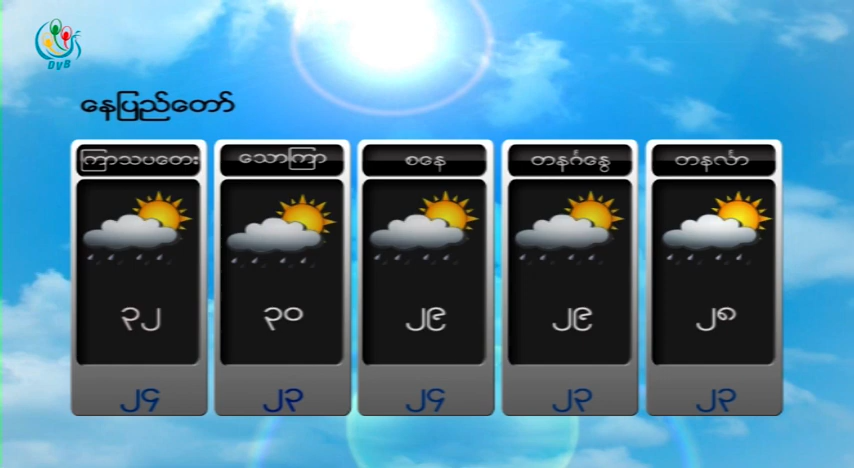 DVB
နေပြည်တော်
ကြာသပတေး သောကြာ စနေ တနင်္ဂနွေ တနင်္လာ
၃၂ ၃၀ ၂၉ ၂၉ ၂၈
၂၄ ၂၃ ၂၄ ၂၃ ၂၃